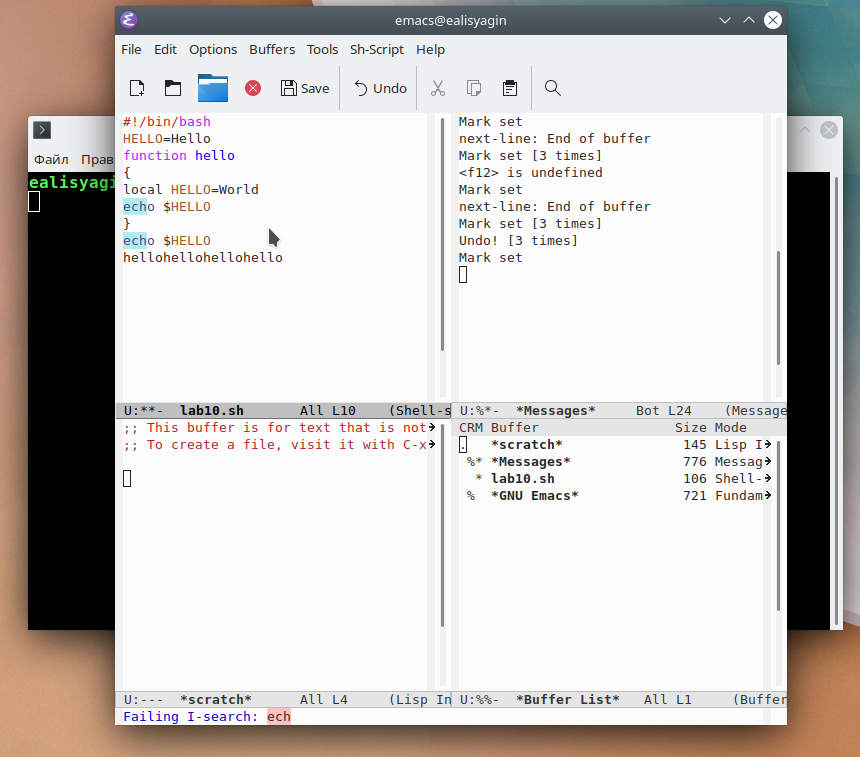 emacs@ealisyagin
File Edit Options Buffers Tools Sh-Script Help
Save Undo
Файл Прав
ealisyagi
#!/bin/bash
HELLO=Hello
function hello
{
local HELLO=World
echo $HELLO
}
echo $HELLO
hellohellohellohello
U:**- lab10.sh All L10 (Shell-s
Mark set
next-line: End of buffer
Mark set [3 times]
<f12> is undefined
Mark set
next-line: End of buffer
Mark set [3 times]
Undo! [3 times]
Mark set
U:%*- *Messages* Bot L24 (Message
;; This buffer is for text that is not
;; To create a file, visit it with C-x
U:--- *scratch* All L4 (Lisp In
CRM Buffer Size Mode
. *scratch* 145 Lisp I
%* *Messages* 776 Messag
* lab10.sh 106 Shell-
% *GNU Emacs* 721 Fundam
U:%%- *Buffer List* All L1 (Buffer
Failing I-search: ech